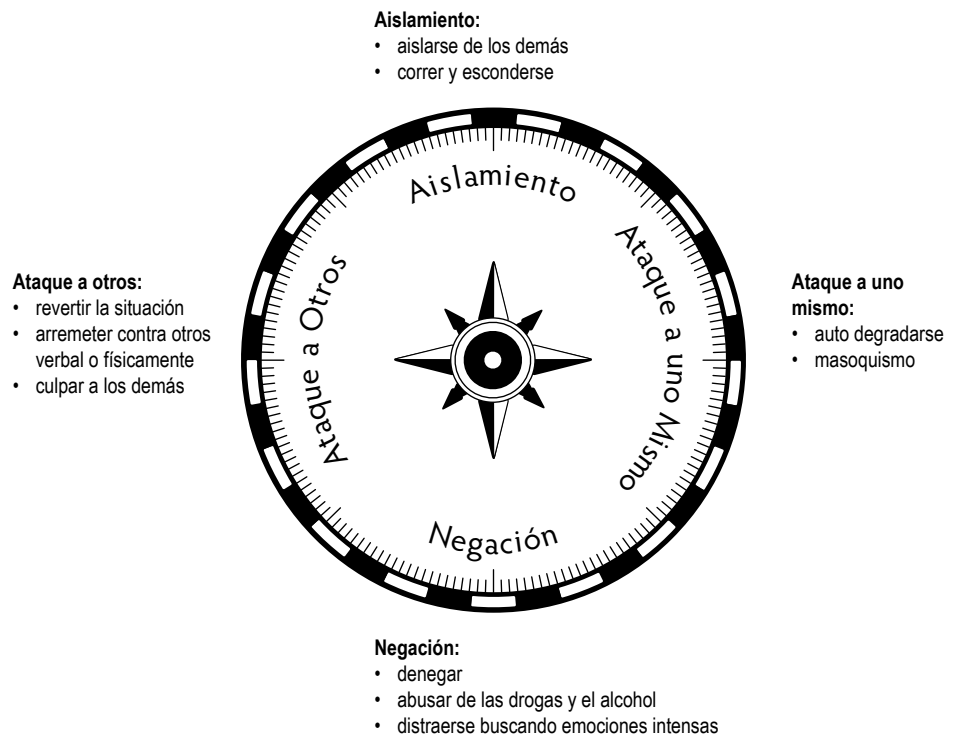 Aislamiento:
• aislarse de los demás
• correr y esconderse
Aislamiento
Ataque a uno Mismo
Negación
Ataque a Otros
Ataque a otros:
• revertir la situación
• arremeter contra otros
verbal o físicamente
• culpar a los demás
Ataque a uno
mismo:
• auto degradarse
• masoquismo
Negación:
• denegar
• abusar de las drogas y el alcohol
• distraerse buscando emociones intensas